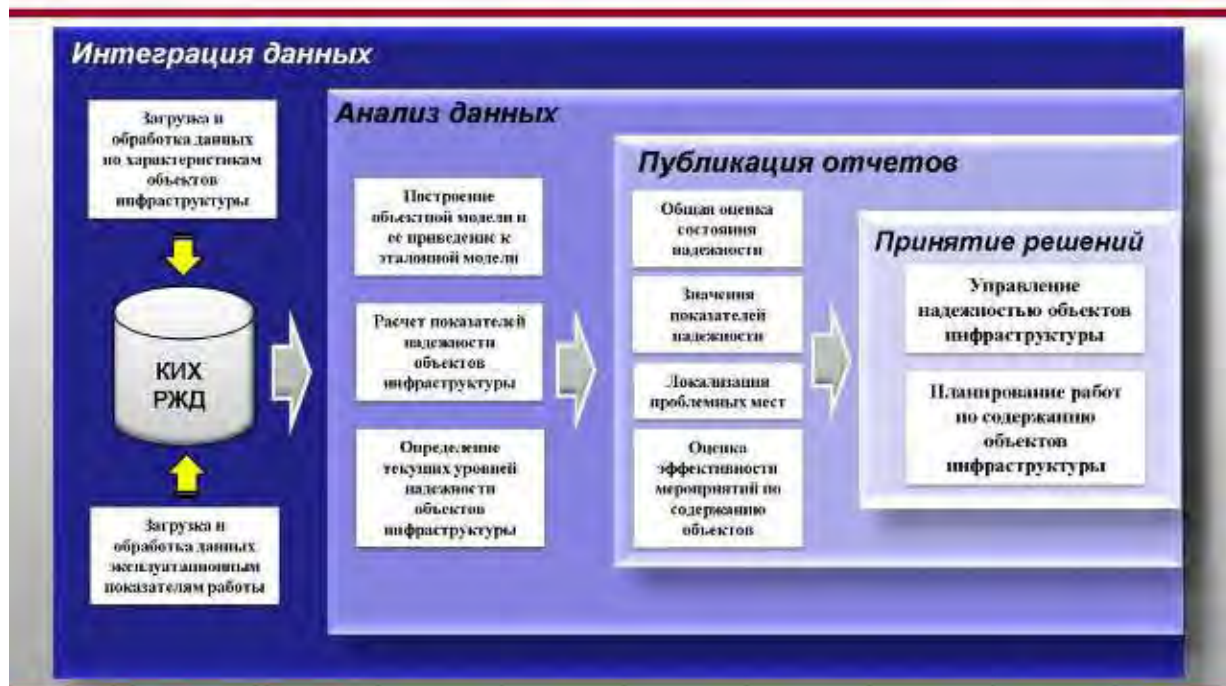 Интеграция данных
Загрузка и
обработка данных
по характеристикам
объектов
инфраструктуры
КИХ
РЖД
Загрузка и
обработка данных
эксплуатационным
показателям работы
Анализ данных
Построение
объектной модели и
ее приведение к
эталонной модели
Расчет показателей
надежности
объектов
инфраструктуры
Определение
текущих уровней
надежности
объектов
инфраструктуры
Публикация отчетов
Общая оценка
состояния
надежности
Значения
показателей
надежности
Локализация
проблемных мест
Оценка
эффективности
мероприятий по
содержанию
объектов
Принятие решений
Управление
надежностью объектов
инфраструктуры
Планирование работ
по содержанию
объектов
инфраструктуры